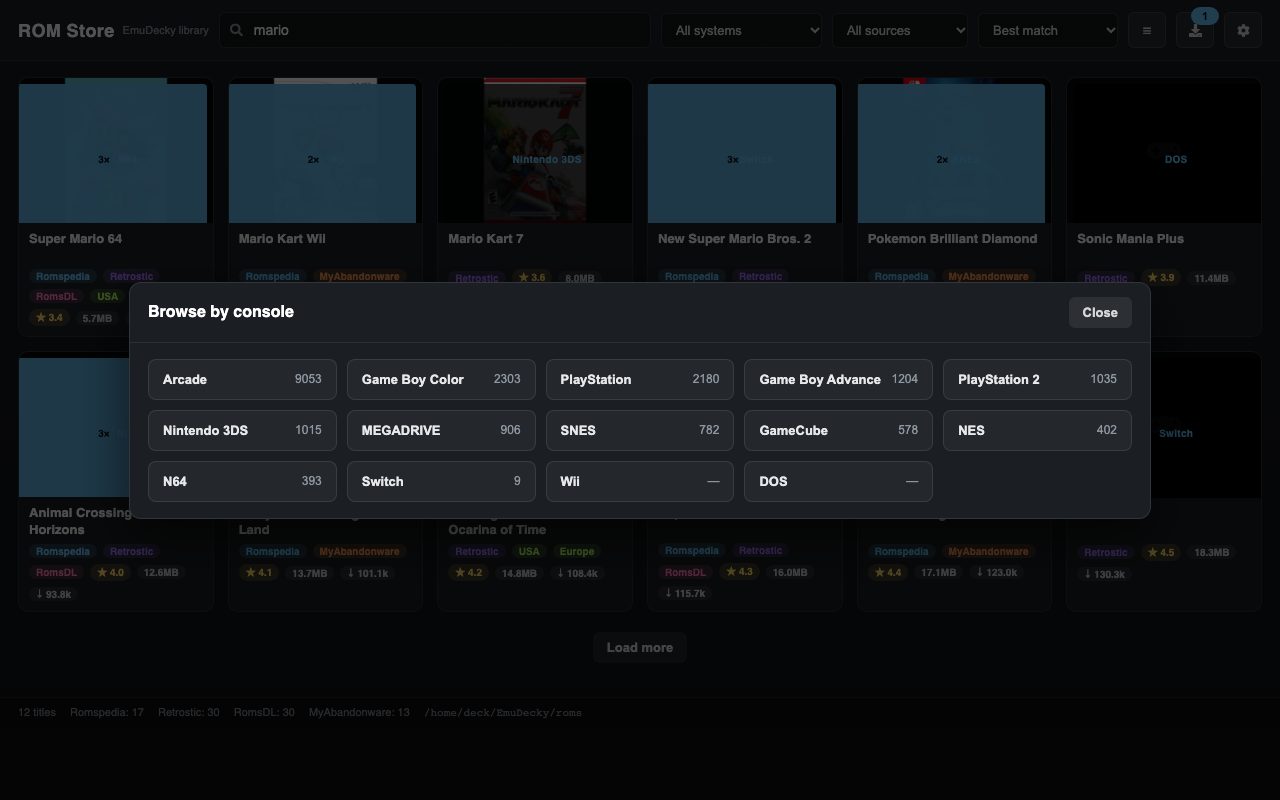 ROM Store EmuDecky library mario All systems All sources Best match ≡ 1
MARIOKART 7
3x 2x Nintendo 3DS 3x 2x DOS
Super Mario 64 Mario Kart Wii Mario Kart 7 New Super Mario Bros. 2 Pokemon Brilliant Diamond Sonic Mania Plus
Romspedia Retrostic Romspedia MyAbandonware Retrostic ★ 3.6 8.0MB Romspedia Retrostic Romspedia MyAbandonware Retrostic ★ 3.9 11.4MB
RomsDL USA
★ 3.4 5.7MB
Browse by console Close
Arcade 9053 Game Boy Color 2303 PlayStation 2180 Game Boy Advance 1204 PlayStation 2 1035
Nintendo 3DS 1015 MEGADRIVE 906 SNES 782 GameCube 578 NES 402
N64 393 Switch 9 Wii — DOS —
3x Switch
Animal Crossing
Horizons Land Ocarina of Time
Romspedia Retrostic Romspedia MyAbandonware Retrostic USA Europe Romspedia Retrostic Romspedia MyAbandonware Retrostic ★ 4.5 18.3MB
RomsDL ★ 4.0 12.6MB ★ 4.1 13.7MB ↓ 101.1k ★ 4.2 14.8MB ↓ 108.4k RomsDL ★ 4.3 16.0MB ★ 4.4 17.1MB ↓ 123.0k ↓ 130.3k
↓ 93.8k ↓ 115.7k
Load more
12 titles Romspedia: 17 Retrostic: 30 RomsDL: 30 MyAbandonware: 13 /home/deck/EmuDecky/roms